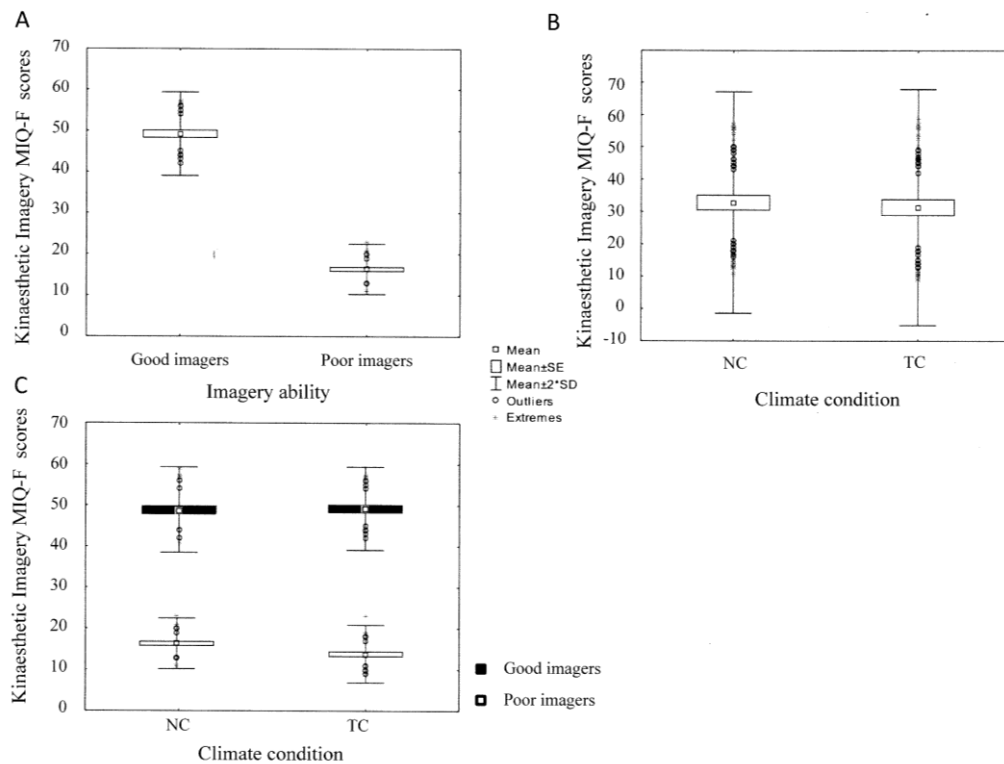 A
Kinaesthetic Imagery MIQ-F scores
70
60
50
40
30
20
10
0
Good imagers
Poor imagers
Imagery ability
B
Kinaesthetic Imagery MIQ-F scores
70
60
50
40
30
20
10
0
-10
NC
TC
Climate condition
Mean
Mean±SE
Mean±2*SD
Outliers
Extremes
C
Kinaesthetic Imagery MIQ-F scores
70
60
50
40
30
20
10
0
NC
TC
Climate condition
Good imagers
Poor imagers